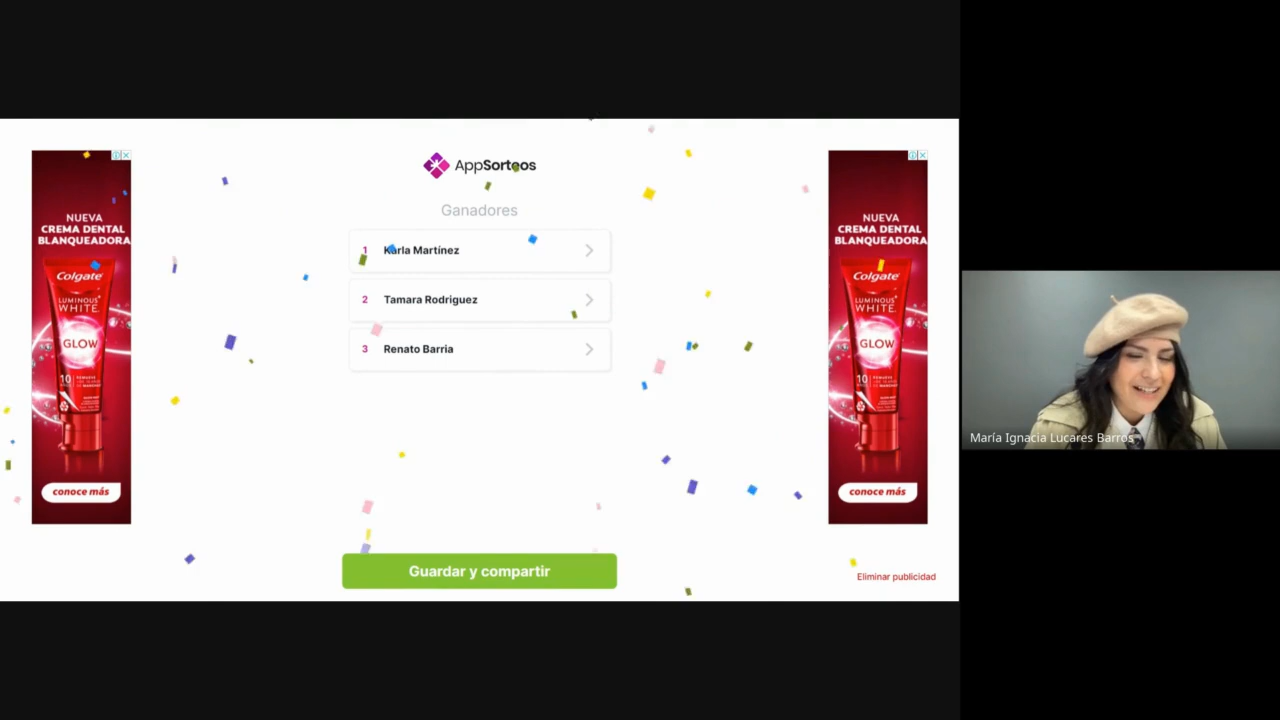 AppSorteos
Ganadores
1 Karla Martínez
2 Tamara Rodriguez
3 Renato Barria
Guardar y compartir
Eliminar publicidad
NUEVA
CREMA DENTAL
BLANQUEADORA
Colgate
LUMINOUS
WHITE
GLOW
10
conoce más
NUEVA
CREMA DENTAL
BLANQUEADORA
Colgate
LUMINOUS
WHITE
GLOW
10
conoce más
María Ignacia Lucares Barros